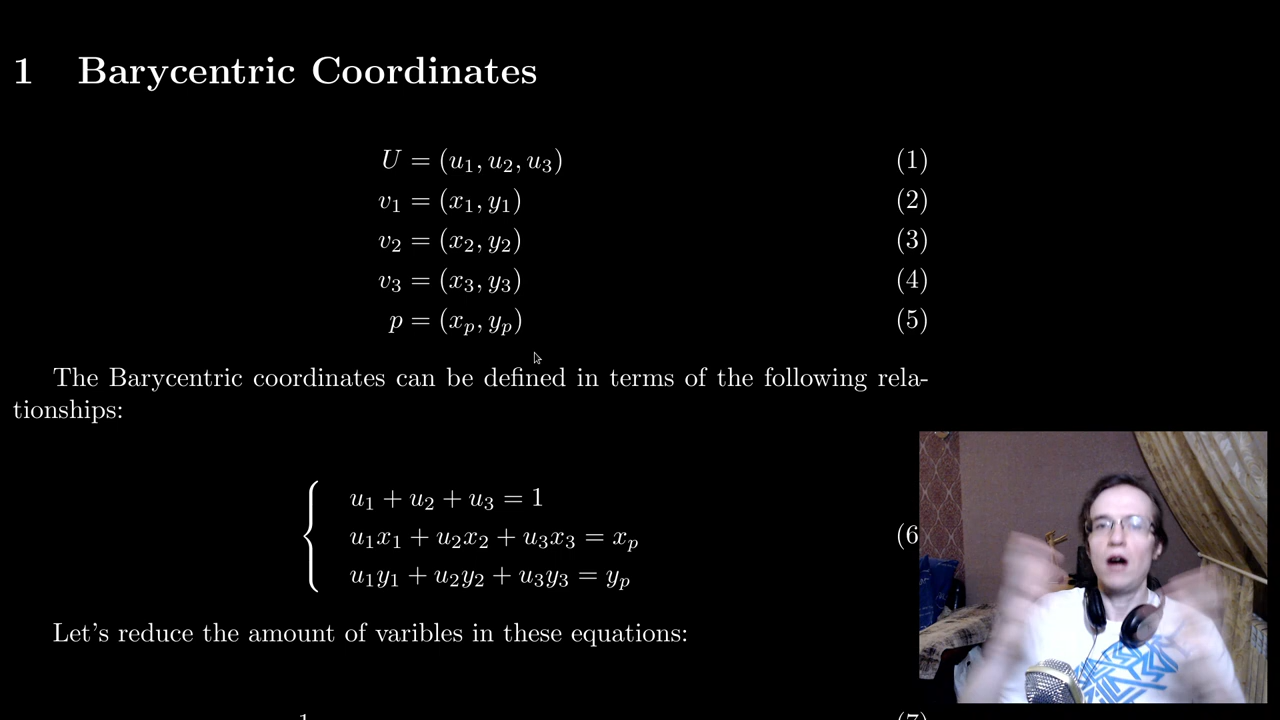 1 Barycentric Coordinates
U = (u₁, u₂, u₃) (1)
v₁ = (x₁, y₁) (2)
v₂ = (x₂, y₂) (3)
v₃ = (x₃, y₃) (4)
p = (xₚ, yₚ) (5)
The Barycentric coordinates can be defined in terms of the following rela-
tionships:
u₁ + u₂ + u₃ = 1
u₁x₁ + u₂x₂ + u₃x₃ = xₚ (6
u₁y₁ + u₂y₂ + u₃y₃ = yₚ
Let's reduce the amount of varibles in these equations: